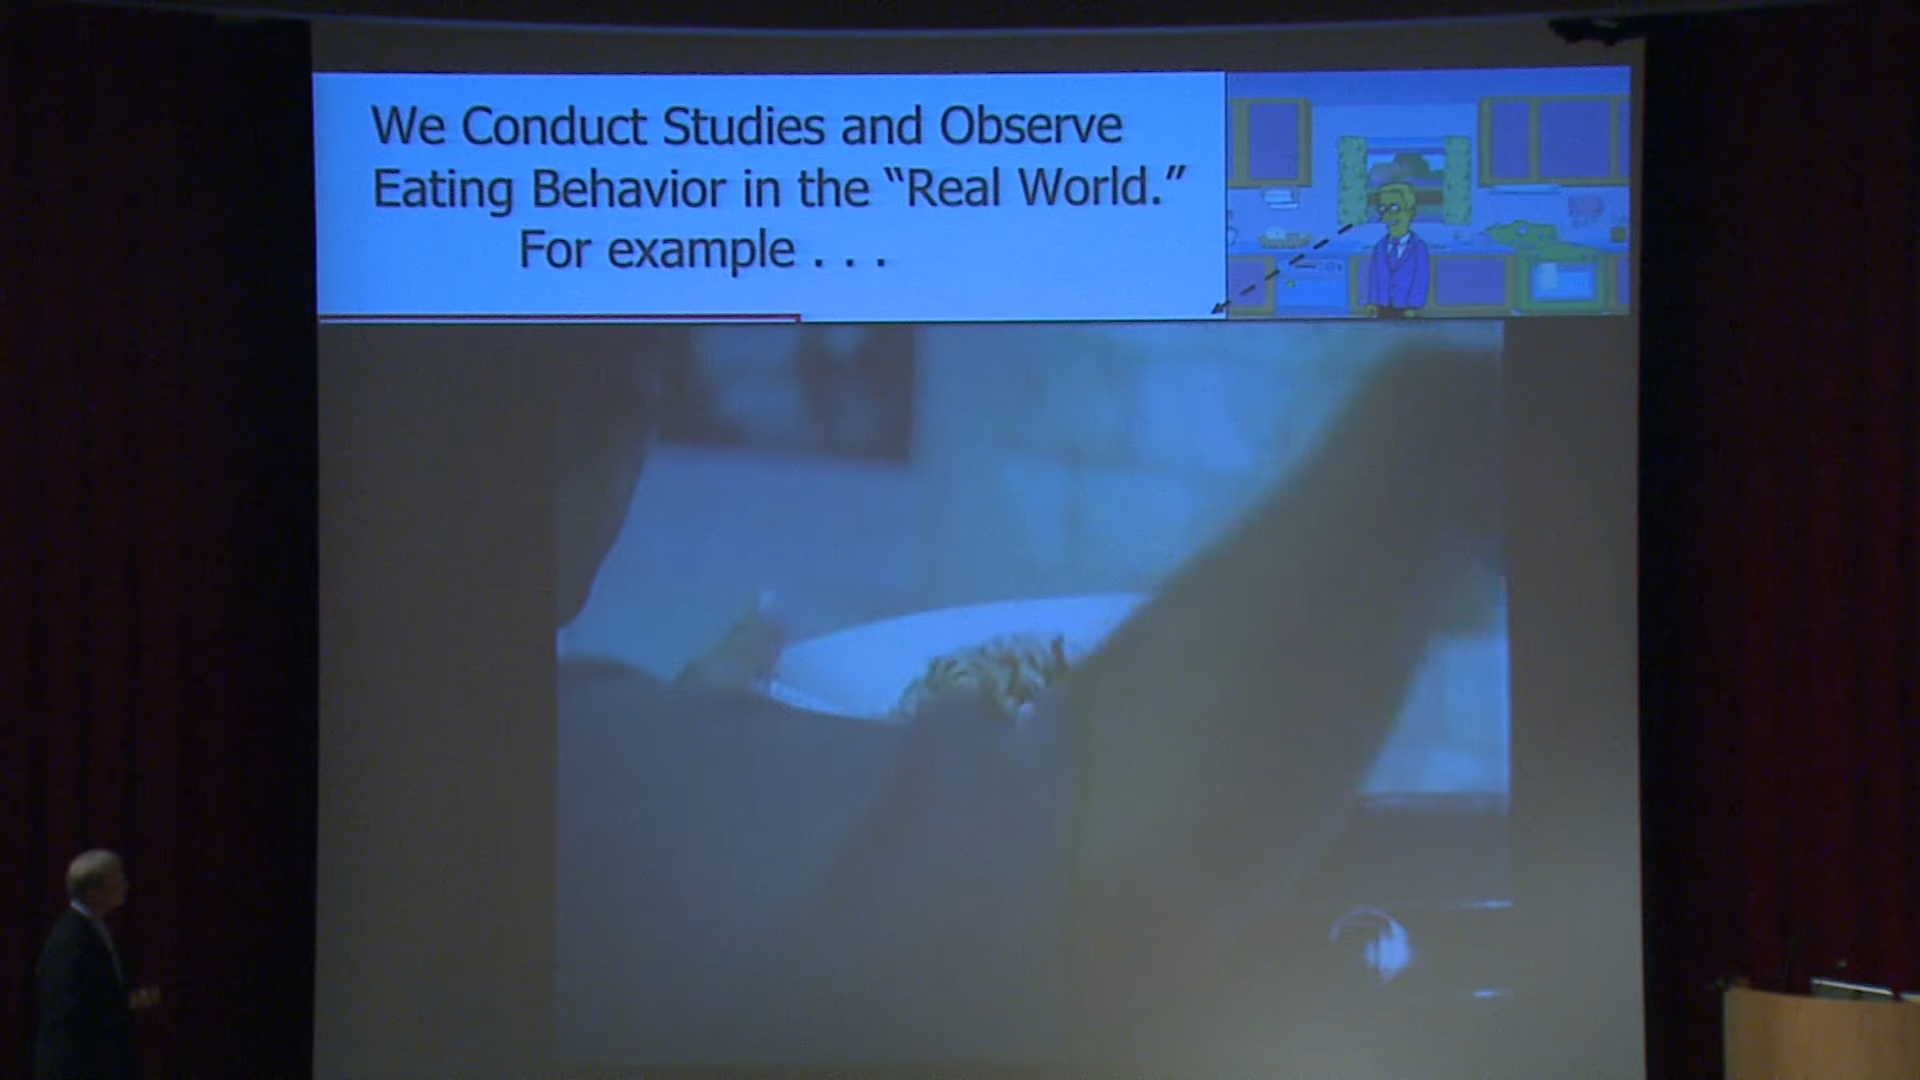 We Conduct Studies and Observe
Eating Behavior in the “Real World.”
For example . . .